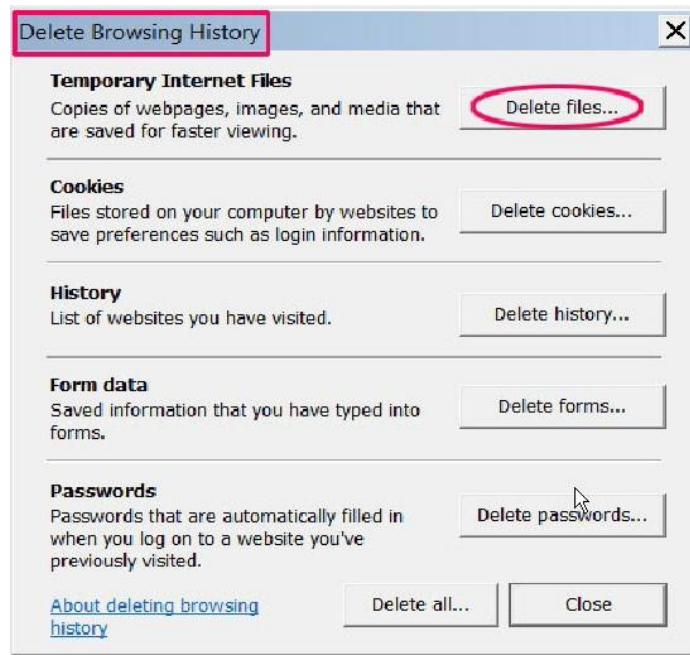 Delete Browsing History
Temporary Internet Files
Copies of webpages, images, and media that
are saved for faster viewing.
Delete files...
Cookies
Files stored on your computer by websites to
save preferences such as login information.
Delete cookies...
History
List of websites you have visited.
Delete history...
Form data
Saved information that you have typed into
forms.
Delete forms...
Passwords
Passwords that are automatically filled in
when you log on to a website you've
previously visited.
Delete passwords...
About deleting browsing
history
Delete all...
Close